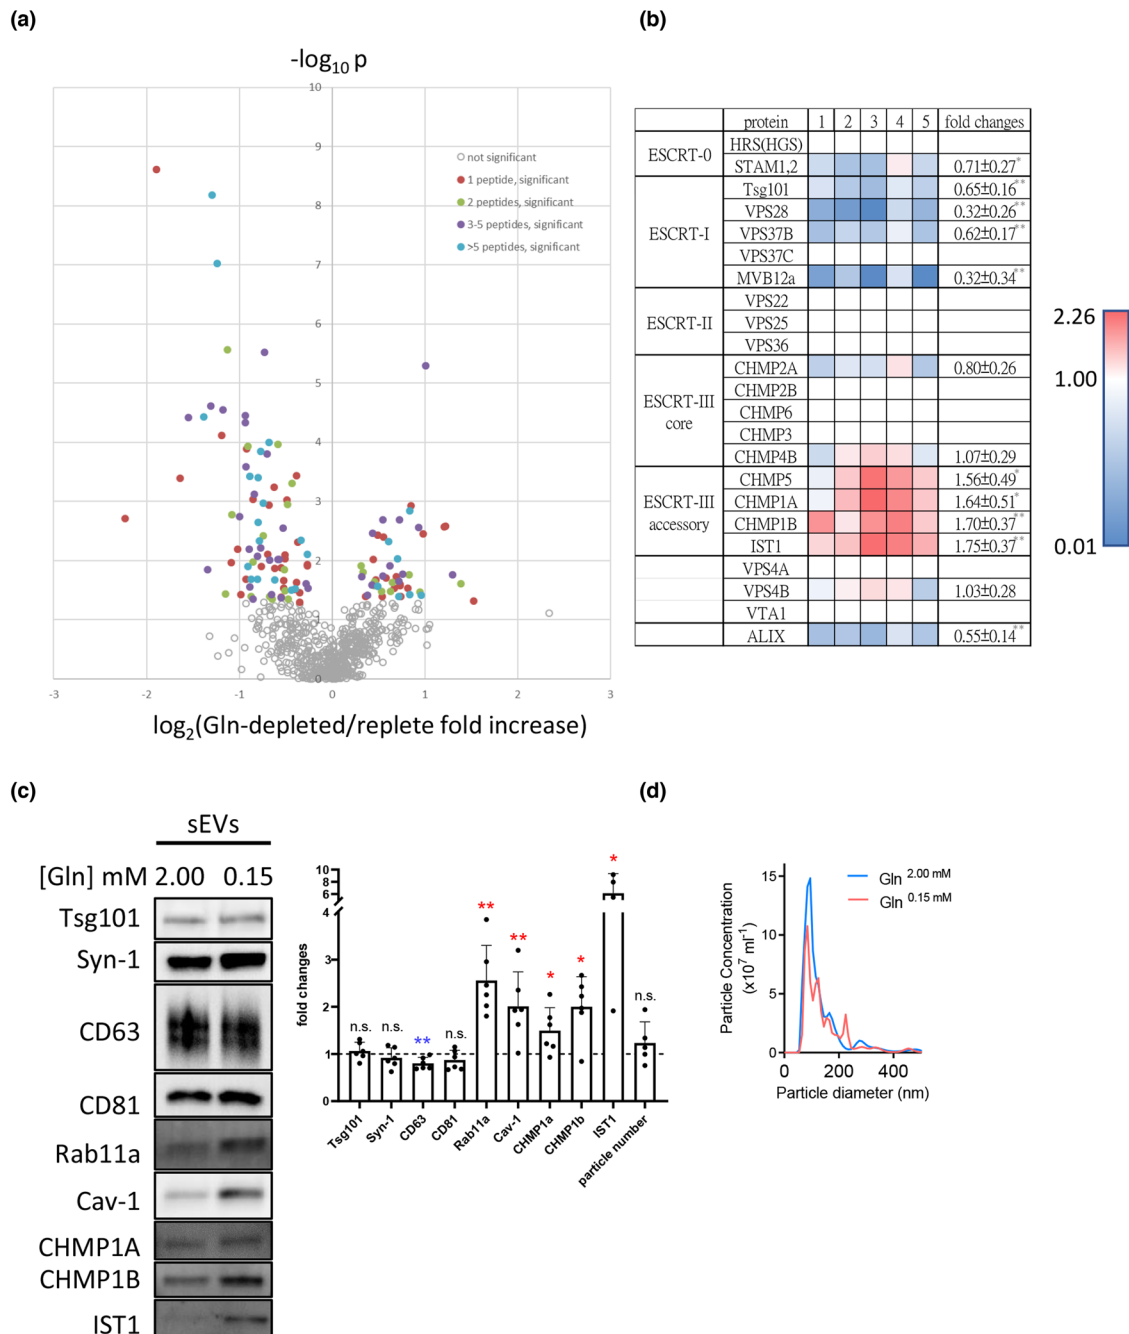 (a)
-log10 p
10
9
8
7
6
5
4
3
2
1
0
-3 -2 -1 0 1 2 3
not significant
1 peptide, significant
2 peptides, significant
3-5 peptides, significant
>5 peptides, significant
log2(Gln-depleted/replete fold increase)
(b)
protein 1 2 3 4 5 fold changes
ESCRT-0
HRS(HGS)
STAM1,2 0.71±0.27*
ESCRT-I
Tsg101 0.65±0.16**
VPS28 0.32±0.26**
VPS37B 0.62±0.17**
VPS37C
MVB12a 0.32±0.34**
ESCRT-II
VPS22
VPS25
VPS36
ESCRT-III
core
CHMP2A 0.80±0.26
CHMP2B
CHMP6
CHMP3
CHMP4B 1.07±0.29
ESCRT-III
accessory
CHMP5 1.56±0.49*
CHMP1A 1.64±0.51*
CHMP1B 1.70±0.37**
IST1 1.75±0.37**
VPS4A
VPS4B 1.03±0.28
VTA1
ALIX 0.55±0.14**
2.26
1.00
0.01
(c)
sEVs
[Gln] mM 2.00 0.15
Tsg101
Syn-1
CD63
CD81
Rab11a
Cav-1
CHMP1A
CHMP1B
IST1
fold changes
10
8
6
4
3
2
1
0
n.s. n.s. ** n.s. ** ** * * * n.s.
Tsg101
Syn-1
CD63
CD81
Rab11a
Cav-1
CHMP1a
CHMP1b
IST1
particle number
(d)
Particle Concentration
(x10⁷ ml⁻¹)
15
10
5
0
0 200 400
Particle diameter (nm)
Gln 2.00 mM
Gln 0.15 mM